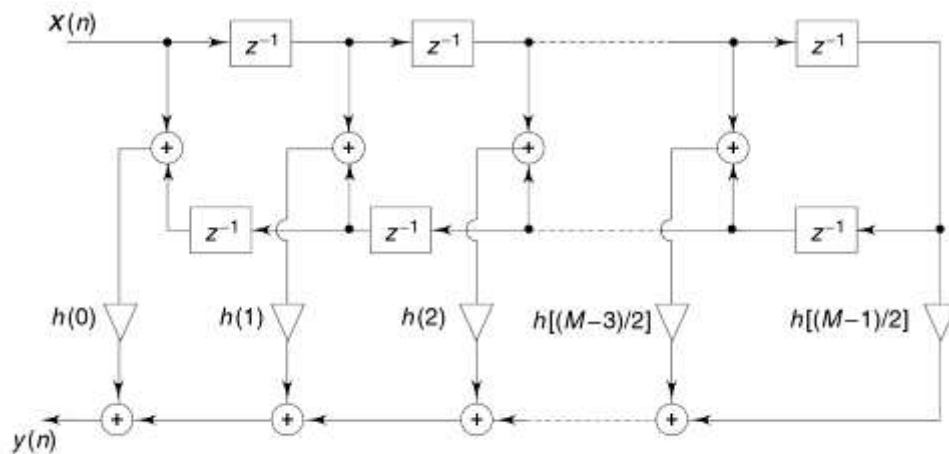 X(n)
z⁻¹ z⁻¹ z⁻¹
+ + + +
z⁻¹ z⁻¹ z⁻¹
h(0) h(1) h(2) h[(M−3)/2] h[(M−1)/2]
+ + + +
y(n)